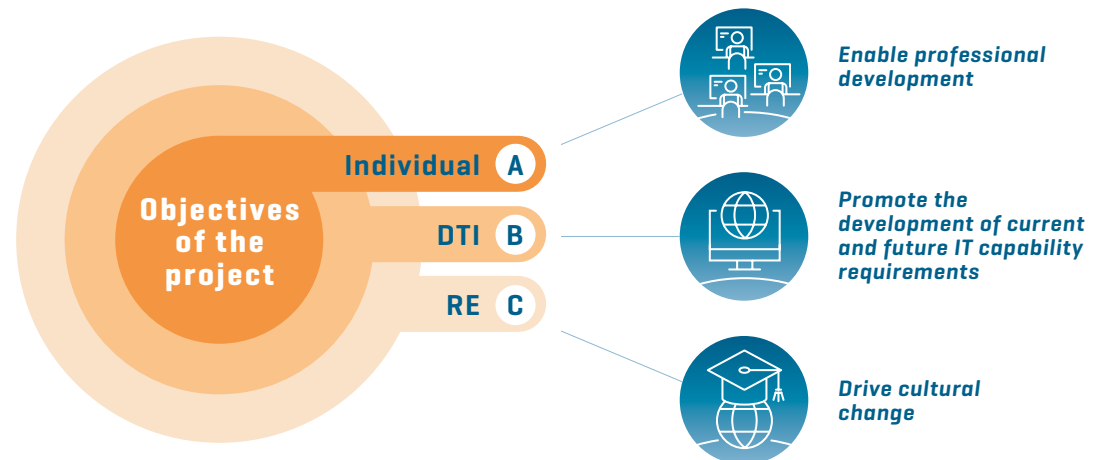 Objectives
of the
project
Individual A
DTI B
RE C
Enable professional
development
Promote the
development of current
and future IT capability
requirements
Drive cultural
change